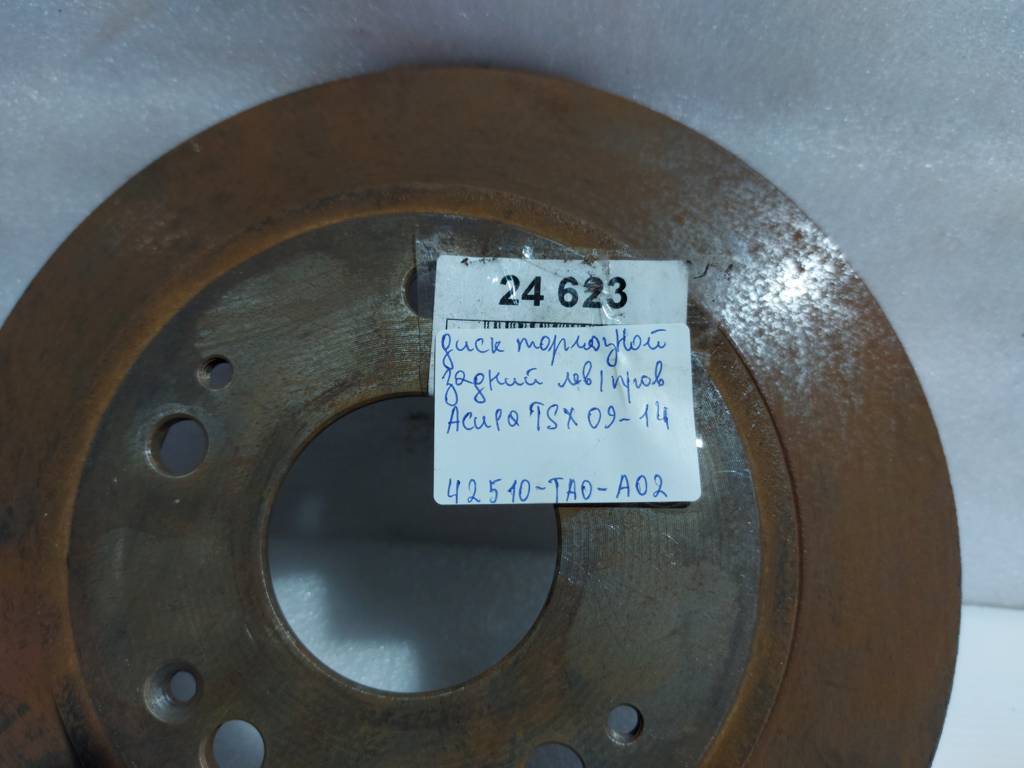 24 623
диск тормозной
задний лев/прав
Acura TSX 09-14
42510-TA0-A02